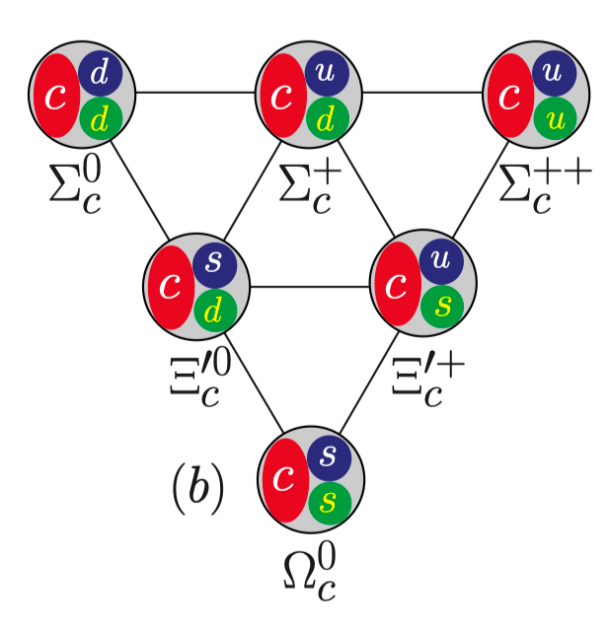 c d d c u d c u u
Σ_c^0 Σ_c^+ Σ_c^{++}
c s d c u s
Ξ_c^{′0} Ξ_c^{′+}
c s s
(b)
Ω_c^0